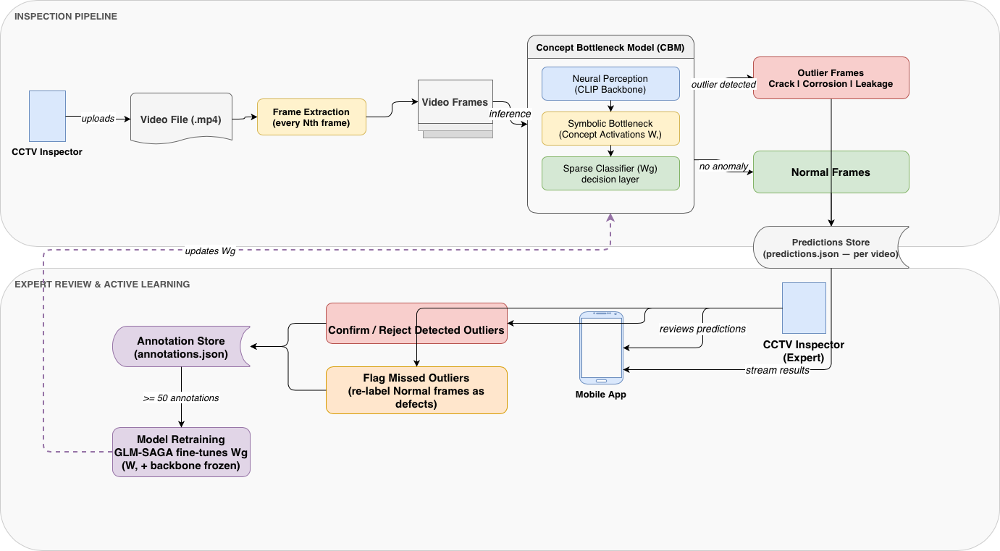 INSPECTION PIPELINE
CCTV Inspector
uploads
Video File (.mp4)
Frame Extraction
(every Nth frame)
Video Frames
inference
Concept Bottleneck Model (CBM)
Neural Perception
(CLIP Backbone)
Symbolic Bottleneck
(Concept Activations W,)
Sparse Classifier (Wg)
decision layer
outlier detected
Outlier Frames
Crack | Corrosion | Leakage
no anomaly
Normal Frames
Predictions Store
(predictions.json — per video)
updates Wg
EXPERT REVIEW & ACTIVE LEARNING
Annotation Store
(annotations.json)
>= 50 annotations
Model Retraining
GLM-SAGA fine-tunes Wg
(W, + backbone frozen)
Confirm / Reject Detected Outliers
Flag Missed Outliers
(re-label Normal frames as
defects)
Mobile App
reviews predictions
CCTV Inspector
(Expert)
stream results